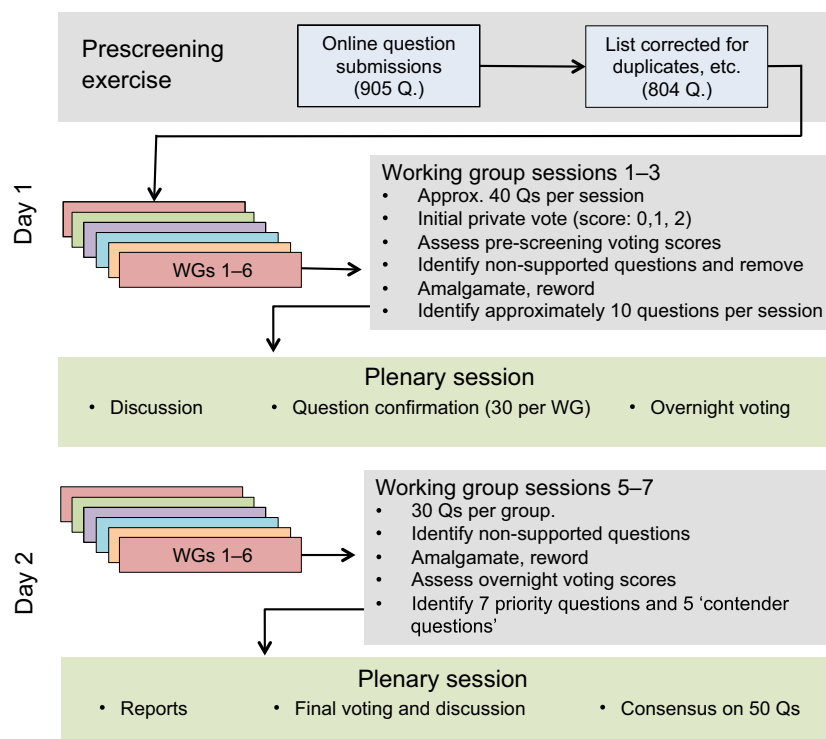 Prescreening
exercise
Online question
submissions
(905 Q.)
List corrected for
duplicates, etc.
(804 Q.)
Day 1
WGs 1–6
Working group sessions 1–3
• Approx. 40 Qs per session
• Initial private vote (score: 0,1, 2)
• Assess pre-screening voting scores
• Identify non-supported questions and remove
• Amalgamate, reword
• Identify approximately 10 questions per session
Plenary session
• Discussion • Question confirmation (30 per WG) • Overnight voting
Day 2
WGs 1–6
Working group sessions 5–7
• 30 Qs per group.
• Identify non-supported questions
• Amalgamate, reword
• Assess overnight voting scores
• Identify 7 priority questions and 5 ‘contender
questions’
Plenary session
• Reports • Final voting and discussion • Consensus on 50 Qs